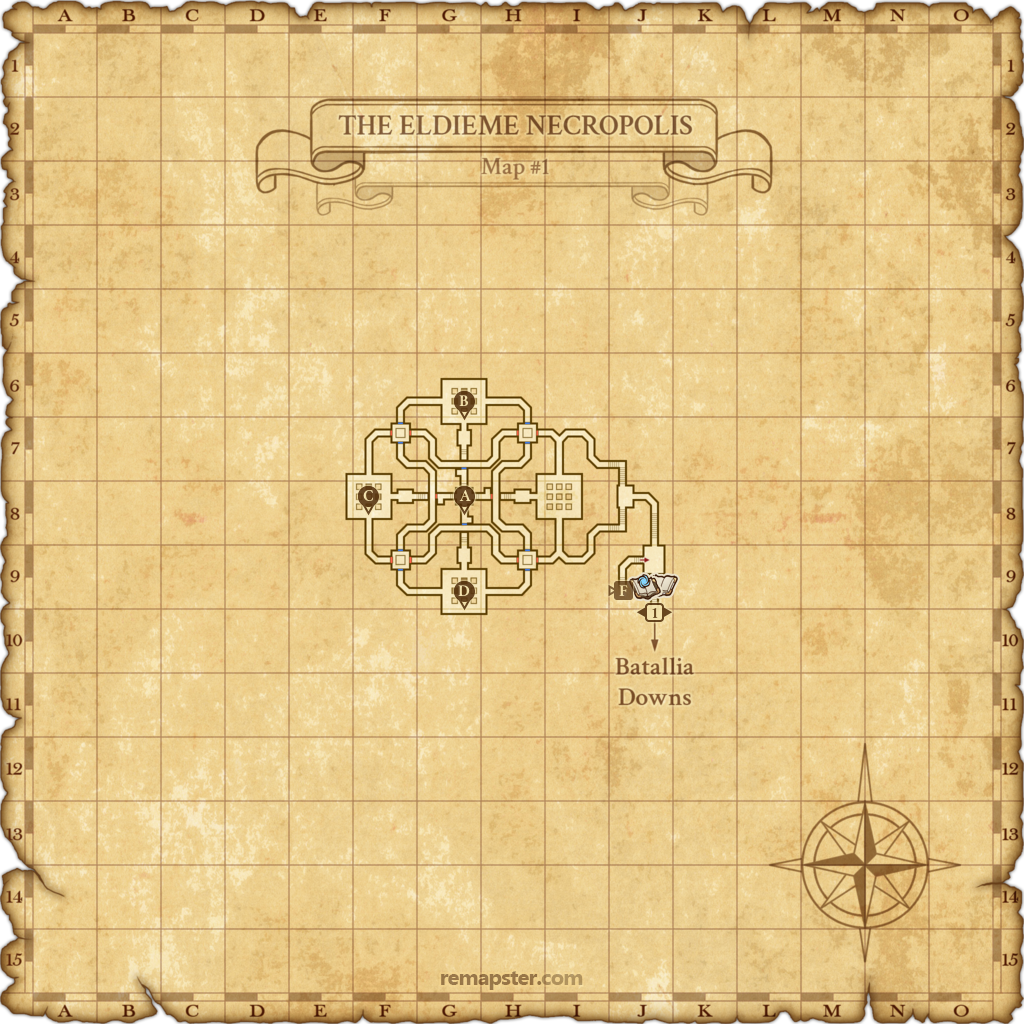 A B C D E F G H I J K L M N O
1 1
THE ELDIEME NECROPOLIS
2 2
Map #1
3 3
4 4
5 5
6 6
B
7 7
C A
8 8
9 9
D F
1
10 10
Batallia
Downs
11 11
12 12
13 13
14 14
15 15
remapster.com
A B C D E F G H I J K L M N O